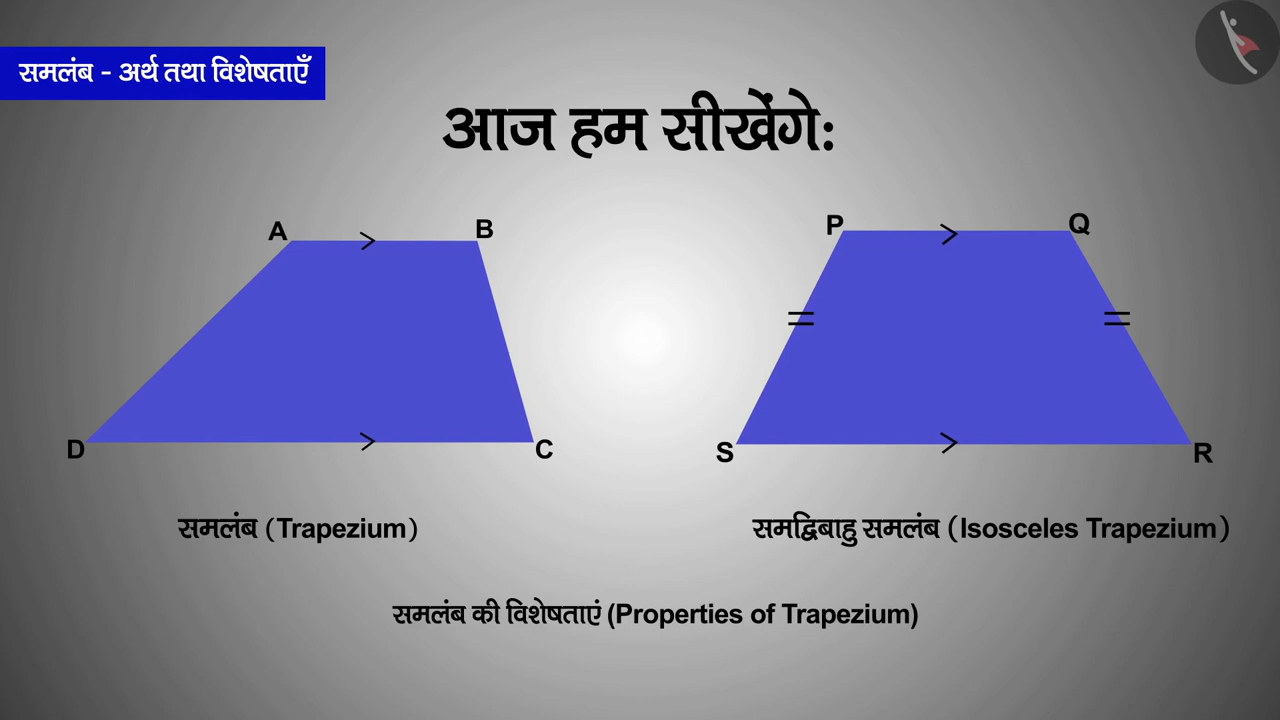 समलंब - अर्थ तथा विशेषताएँ
आज हम सीखेंगे:
A B
D C
P Q
S R
समलंब (Trapezium)
समद्विबाहु समलंब (Isosceles Trapezium)
समलंब की विशेषताएं (Properties of Trapezium)